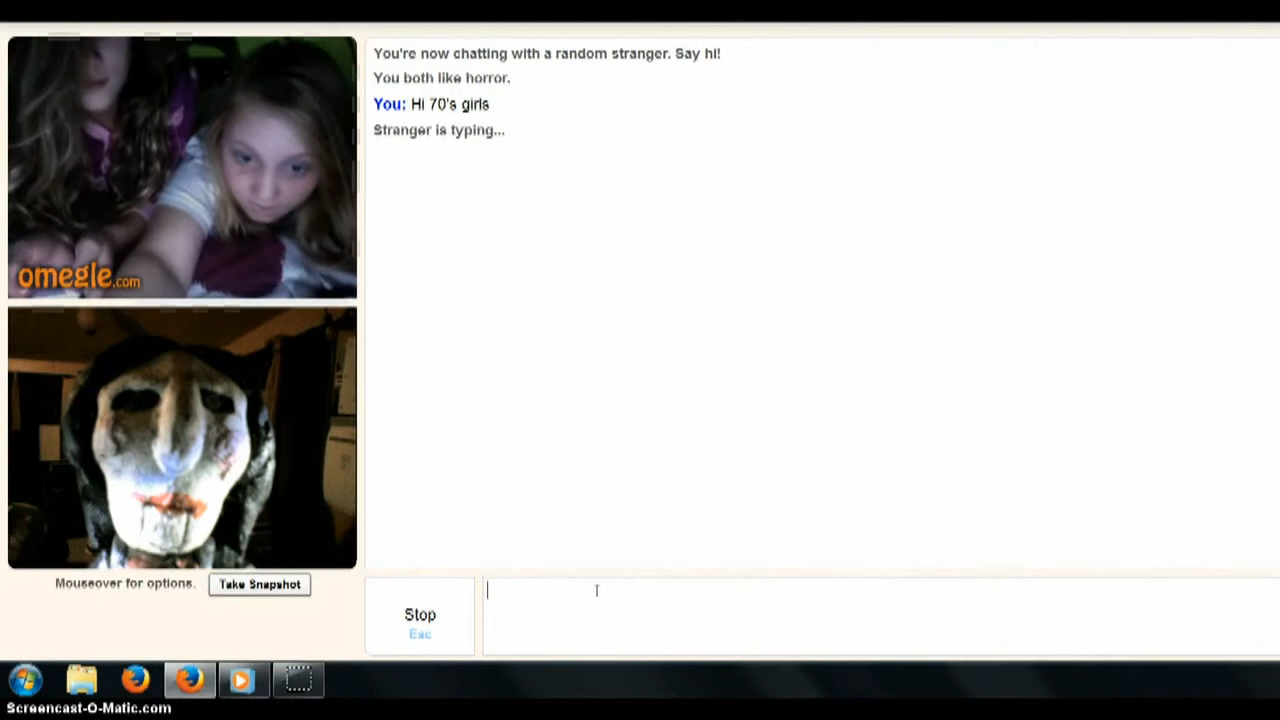 You're now chatting with a random stranger. Say hi!
You both like horror.
You: Hi 70's girls
Stranger is typing...
omegle.com
Mouseover for options.
Take Snapshot
Stop
Esc
Screencast-O-Matic.com